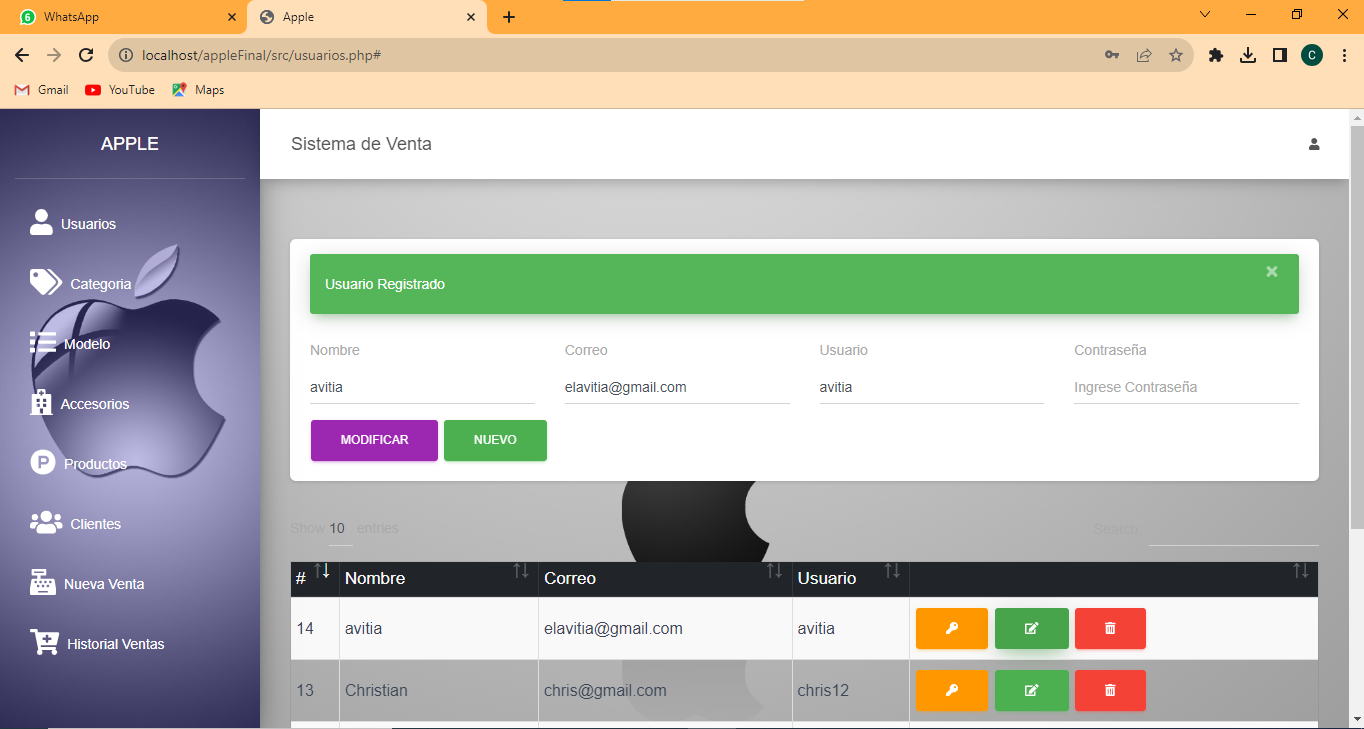 6 WhatsApp
Apple
localhost/appleFinal/src/usuarios.php#
C
Gmail YouTube Maps
APPLE
Sistema de Venta
Usuarios
Categoria
Modelo
Accesorios
P Productos
Clientes
Nueva Venta
Historial Ventas
Usuario Registrado ×
Nombre Correo Usuario Contraseña
avitia elavitia@gmail.com avitia Ingrese Contraseña
MODIFICAR NUEVO
Show 10 entries Search:
# Nombre Correo Usuario
14 avitia elavitia@gmail.com avitia
13 Christian chris@gmail.com chris12